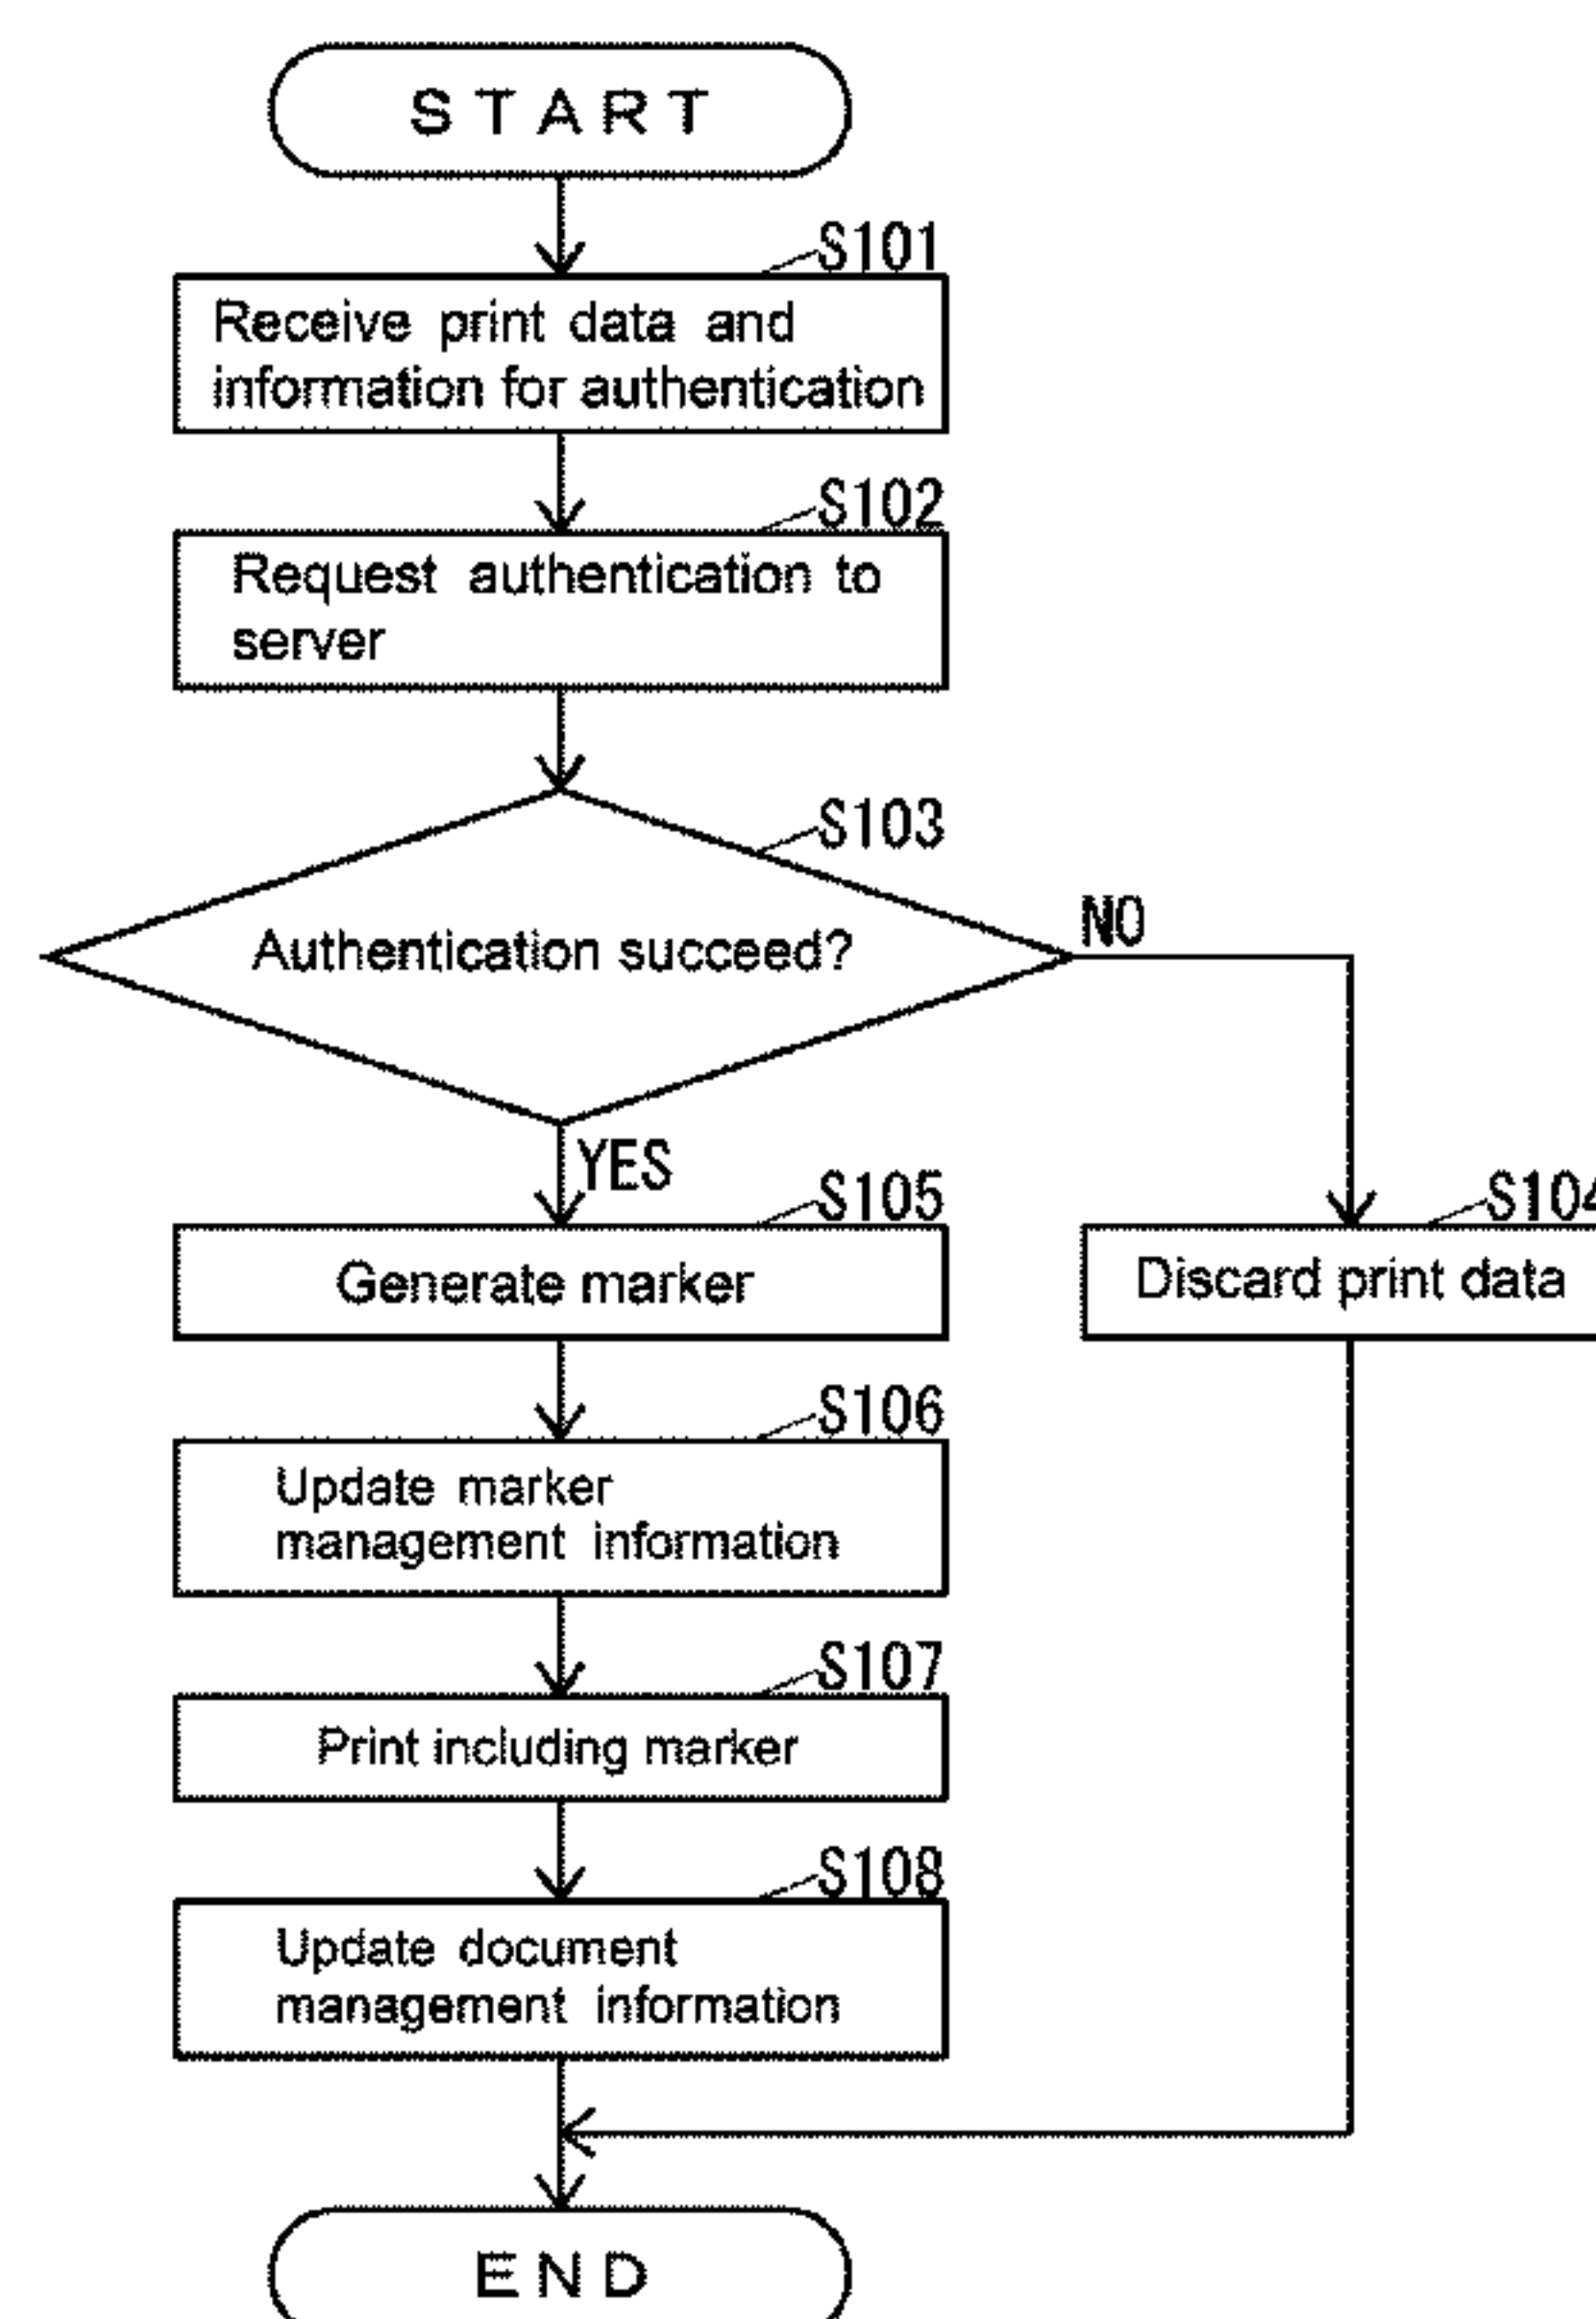 START
S101
Receive print data and
information for authentication
S102
Request authentication to
server
S103
Authentication succeed?
NO
YES
S105
Generate marker
S104
Discard print data
S106
Update marker
management information
S107
Print including marker
S108
Update document
management information
END